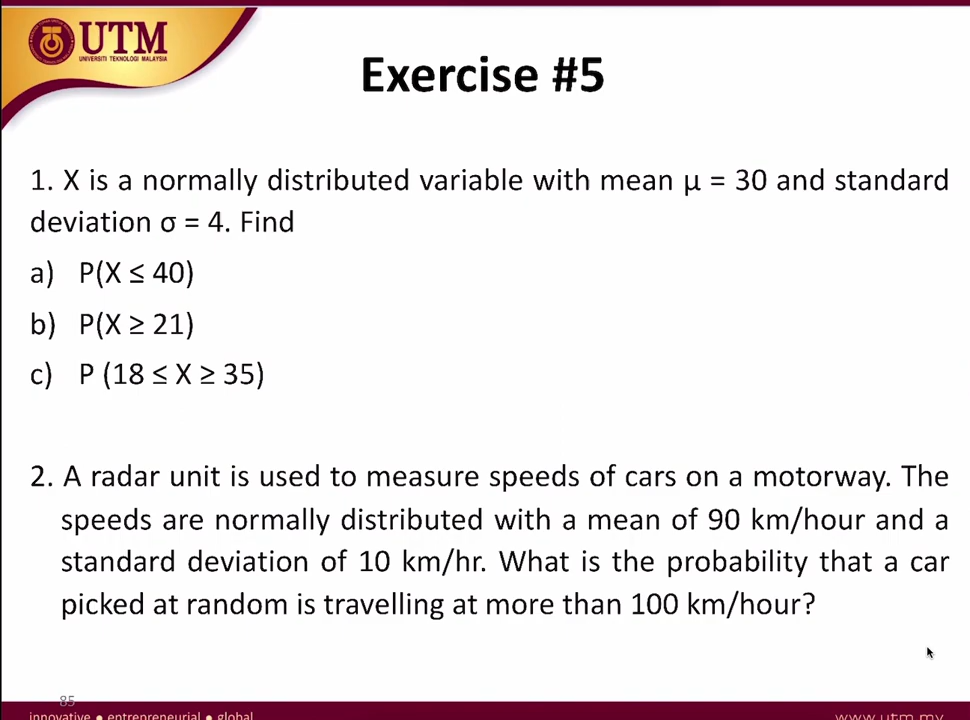 UTM
UNIVERSITI TEKNOLOGI MALAYSIA
Exercise #5
1. X is a normally distributed variable with mean μ = 30 and standard
deviation σ = 4. Find
a) P(X ≤ 40)
b) P(X ≥ 21)
c) P (18 ≤ X ≥ 35)
2. A radar unit is used to measure speeds of cars on a motorway. The
speeds are normally distributed with a mean of 90 km/hour and a
standard deviation of 10 km/hr. What is the probability that a car
picked at random is travelling at more than 100 km/hour?
85
innovative ● entrepreneurial ● global
www.utm.my